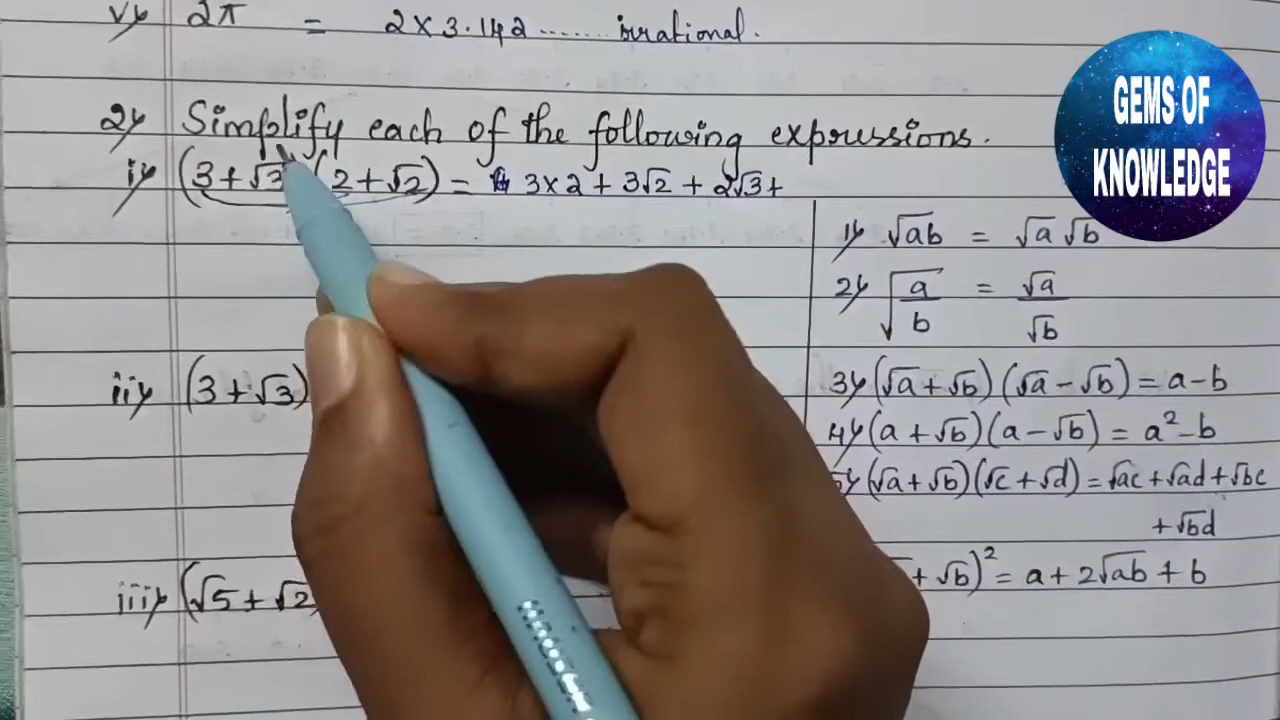 v) 2π = 2×3.142....... irrational.
2) Simplify each of the following expressions.
i) (3+√3) (2+√2) = 3×2 + 3√2 + 2√3+
1) √ab = √a √b
2) √a/b = √a/√b
ii) (3+√3)
3) (√a+√b) (√a-√b) = a-b
4) (a+√b)(a-√b) = a²-b
5) (√a+√b)(√c+√d) = √ac+√ad+√bc
+√bd
iii) (√5+√2
+√b)² = a+2√ab+b
GEMS OF
KNOWLEDGE